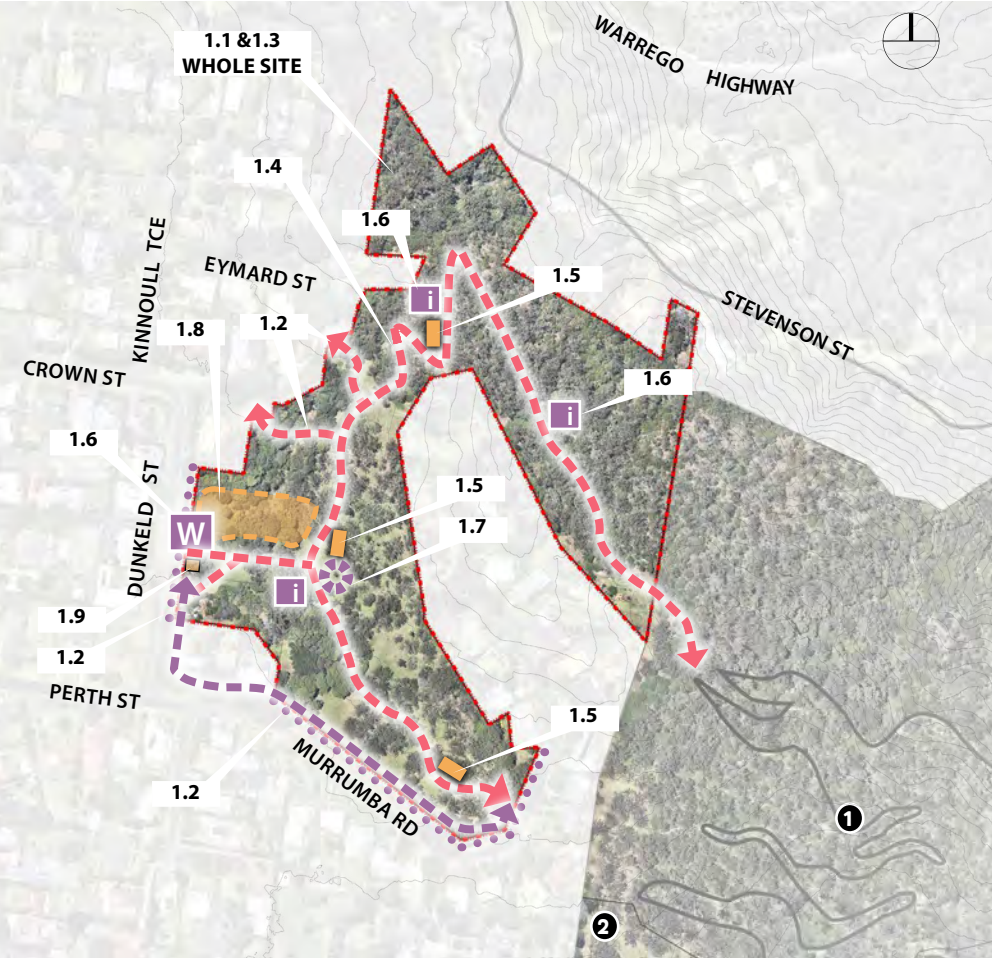 WARREGO HIGHWAY
1.1 &1.3
WHOLE SITE
1.4
1.6
KINNOULL TCE
EYMARD ST
i
1.5
STEVENSON ST
1.8
1.2
CROWN ST
1.6
i
1.6
DUNKELD ST
1.5
W
1.7
i
1.9
1.2
PERTH ST
1.5
MURRUMBA RD
1.2
1
2